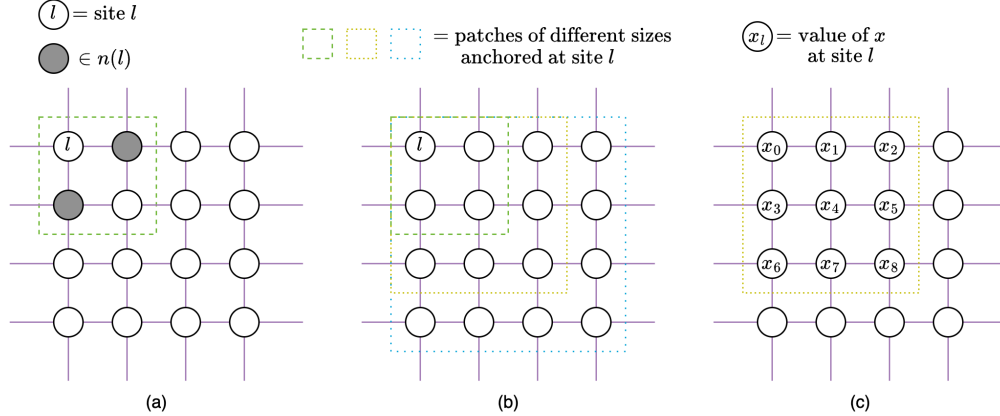 l = site l
∈ n(l)
= patches of different sizes
anchored at site l
x_l = value of x
at site l
l
l
x_0 x_1 x_2
x_3 x_4 x_5
x_6 x_7 x_8
(a)
(b)
(c)